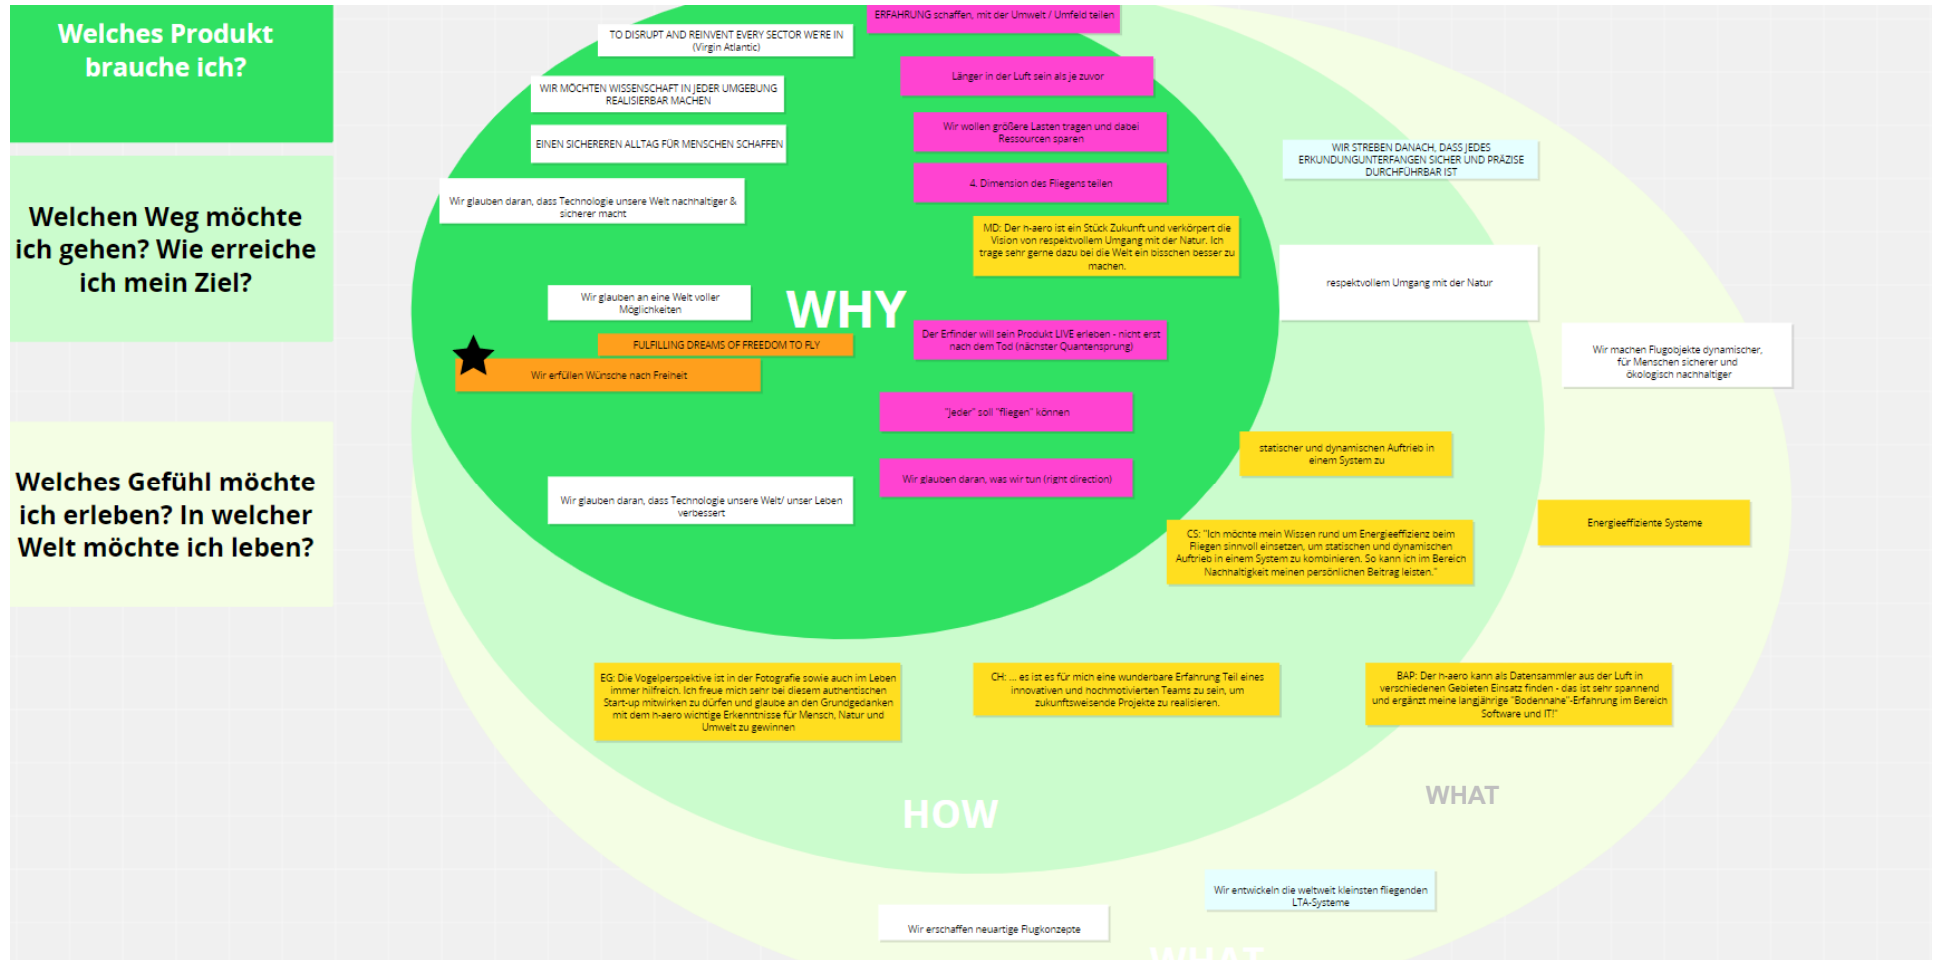 Welches Produkt
brauche ich?
Welchen Weg möchte
ich gehen? Wie erreiche
ich mein Ziel?
Welches Gefühl möchte
ich erleben? In welcher
Welt möchte ich leben?
ERFAHRUNG schaffen, mit der Umwelt / Umfeld teilen
TO DISRUPT AND REINVENT EVERY SECTOR WE'RE IN
(Virgin Atlantic)
Länger in der Luft sein als je zuvor
WIR MÖCHTEN WISSENSCHAFT IN JEDER UMGEBUNG
REALISIERBAR MACHEN
Wir wollen größere Lasten tragen und dabei
Ressourcen sparen
EINEN SICHEREREN ALLTAG FÜR MENSCHEN SCHAFFEN
WIR STREBEN DANACH, DASS JEDES
ERKUNDUNGUNTERFANGEN SICHER UND PRÄZISE
DURCHFÜHRBAR IST
4. Dimension des Fliegens teilen
Wir glauben daran, dass Technologie unsere Welt nachhaltiger &
sicherer macht
MD: Der h-aero ist ein Stück Zukunft und verkörpert die
Vision von respektvollem Umgang mit der Natur. Ich
trage sehr gerne dazu bei die Welt ein bisschen besser zu
machen.
respektvollem Umgang mit der Natur
Wir glauben an eine Welt voller
Möglichkeiten
WHY
Der Erfinder will sein Produkt LIVE erleben - nicht erst
nach dem Tod (nächster Quantensprung)
FULFILLING DREAMS OF FREEDOM TO FLY
Wir erfüllen Wünsche nach Freiheit
Wir machen Flugobjekte dynamischer,
für Menschen sicherer und
ökologisch nachhaltiger
"Jeder" soll "fliegen" können
statischer und dynamischen Auftrieb in
einem System zu
Wir glauben daran, was wir tun (right direction)
Wir glauben daran, dass Technologie unsere Welt/ unser Leben
verbessert
Energieeffiziente Systeme
CS: "Ich möchte mein Wissen rund um Energieeffizienz beim
Fliegen sinnvoll einsetzen, um statischen und dynamischen
Auftrieb in einem System zu kombinieren. So kann ich im Bereich
Nachhaltigkeit meinen persönlichen Beitrag leisten."
EG: Die Vogelperspektive ist in der Fotografie sowie auch im Leben
immer hilfreich. Ich freue mich sehr bei diesem authentischen
Start-up mitwirken zu dürfen und glaube an den Grundgedanken
mit dem h-aero wichtige Erkenntnisse für Mensch, Natur und
Umwelt zu gewinnen
CH: ... es ist es für mich eine wunderbare Erfahrung Teil eines
innovativen und hochmotivierten Teams zu sein, um
zukunftsweisende Projekte zu realisieren.
BAP: Der h-aero kann als Datensammler aus der Luft in
verschiedenen Gebieten Einsatz finden - das ist sehr spannend
und ergänzt meine langjährige "Bodennahe"-Erfahrung im Bereich
Software und IT!"
WHAT
HOW
Wir entwickeln die weltweit kleinsten fliegenden
LTA-Systeme
Wir erschaffen neuartige Flugkonzepte
WHAT